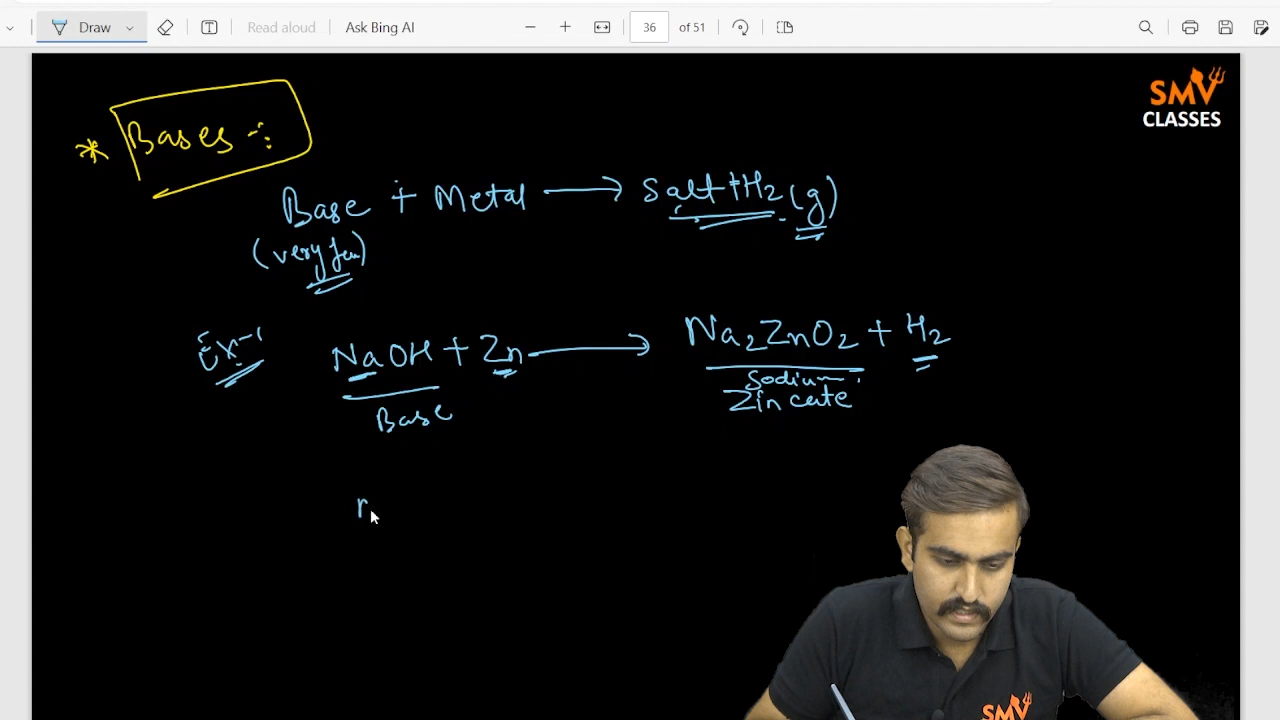 Draw
Read aloud
Ask Bing AI
36 of 51
SMV
CLASSES
* Bases -:
Base + Metal → Salt + H2 (g)
(very few)
Ex-1
NaOH + Zn → Na2ZnO2 + H2
Base
Sodium
Zincate
r
SMV